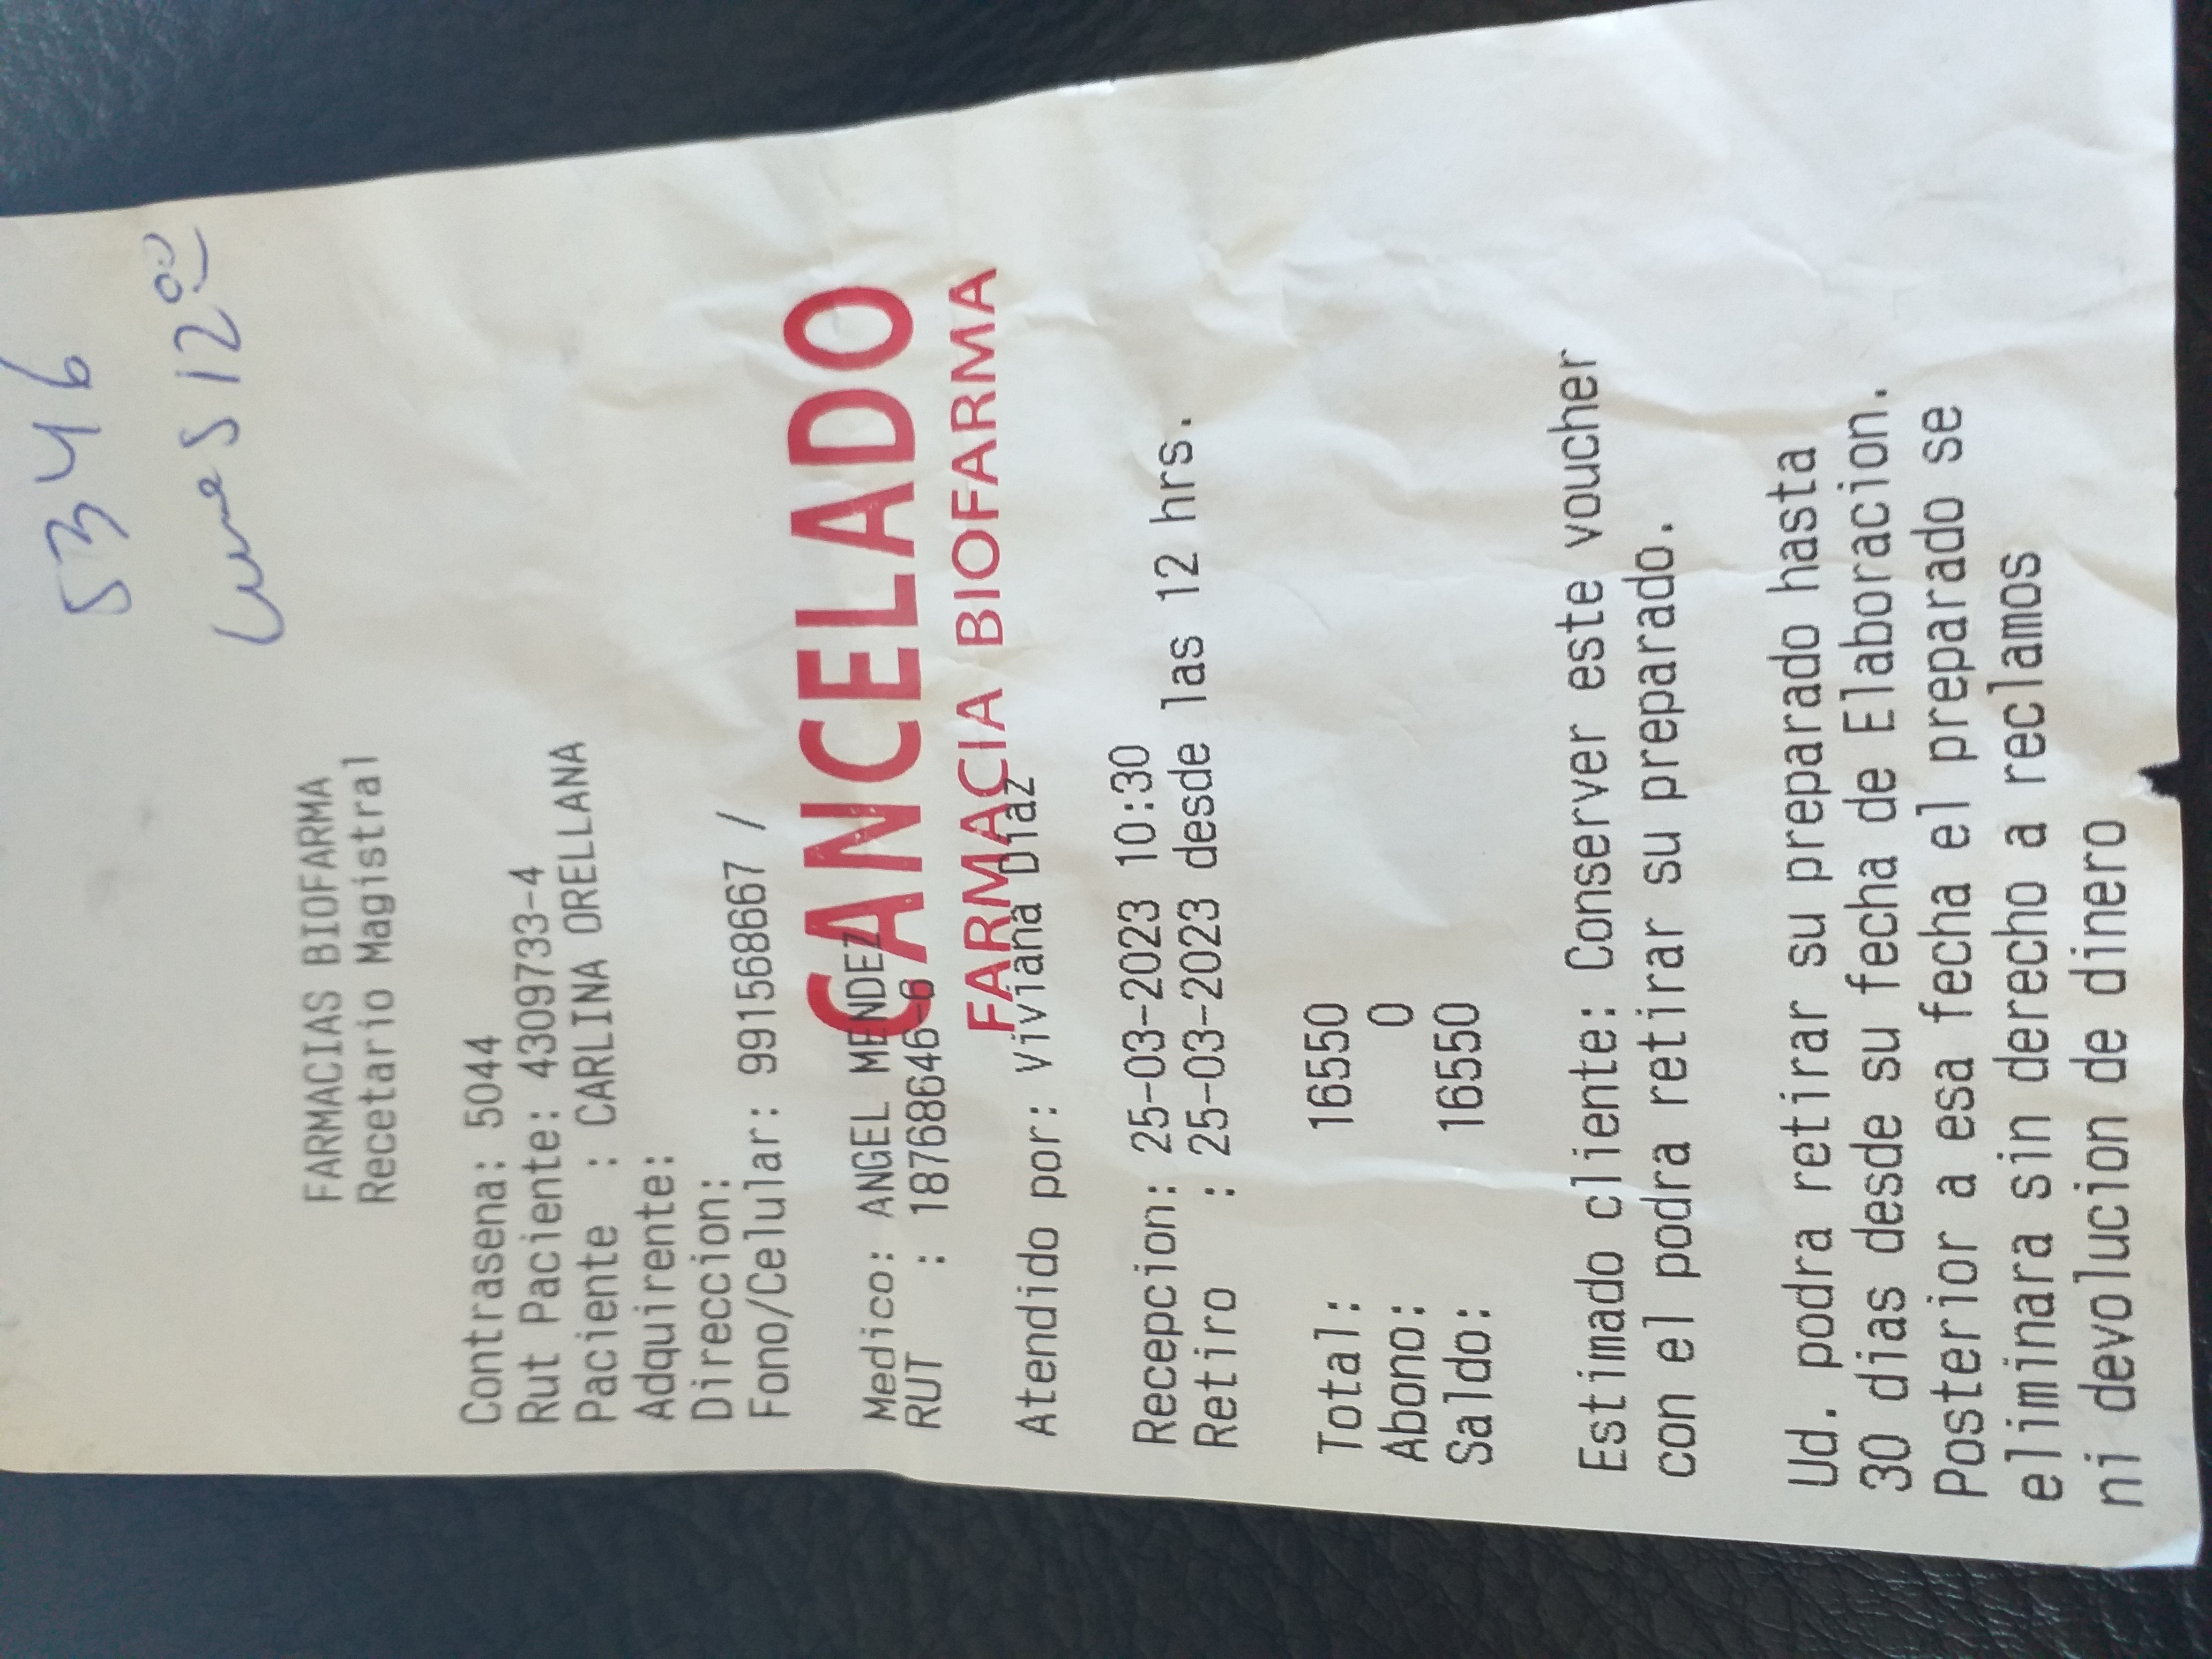 5346
Lunes 12 00
FARMACIAS BIOFARMA
Recetario Magistral
Contrasena: 5044
Rut Paciente: 4309733-4
Paciente : CARLINA ORELLANA
Adquirente:
Direccion:
Fono/Celular: 991568667 /
CANCELADO
FARMACIA BIOFARMA
Medico: ANGEL MENDEZ
RUT : 18768646-6
Atendido por: Viviana Diaz
Recepcion: 25-03-2023 10:30
Retiro : 25-03-2023 desde las 12 hrs.
Total: 16550
Abono: 0
Saldo: 16550
Estimado cliente: Conserver este voucher
con el podra retirar su preparado.
Ud. podra retirar su preparado hasta
30 dias desde su fecha de Elaboracion.
Posterior a esa fecha el preparado se
eliminara sin derecho a reclamos
ni devolucion de dinero